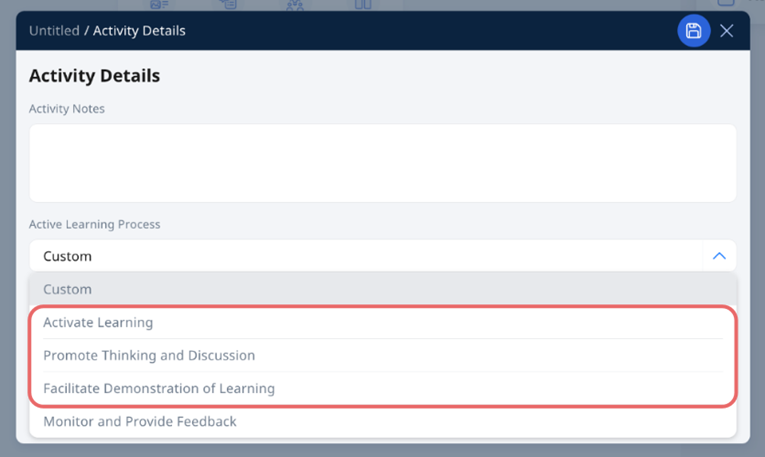 Untitled / Activity Details
Activity Details
Activity Notes
Active Learning Process
Custom
Custom
Activate Learning
Promote Thinking and Discussion
Facilitate Demonstration of Learning
Monitor and Provide Feedback